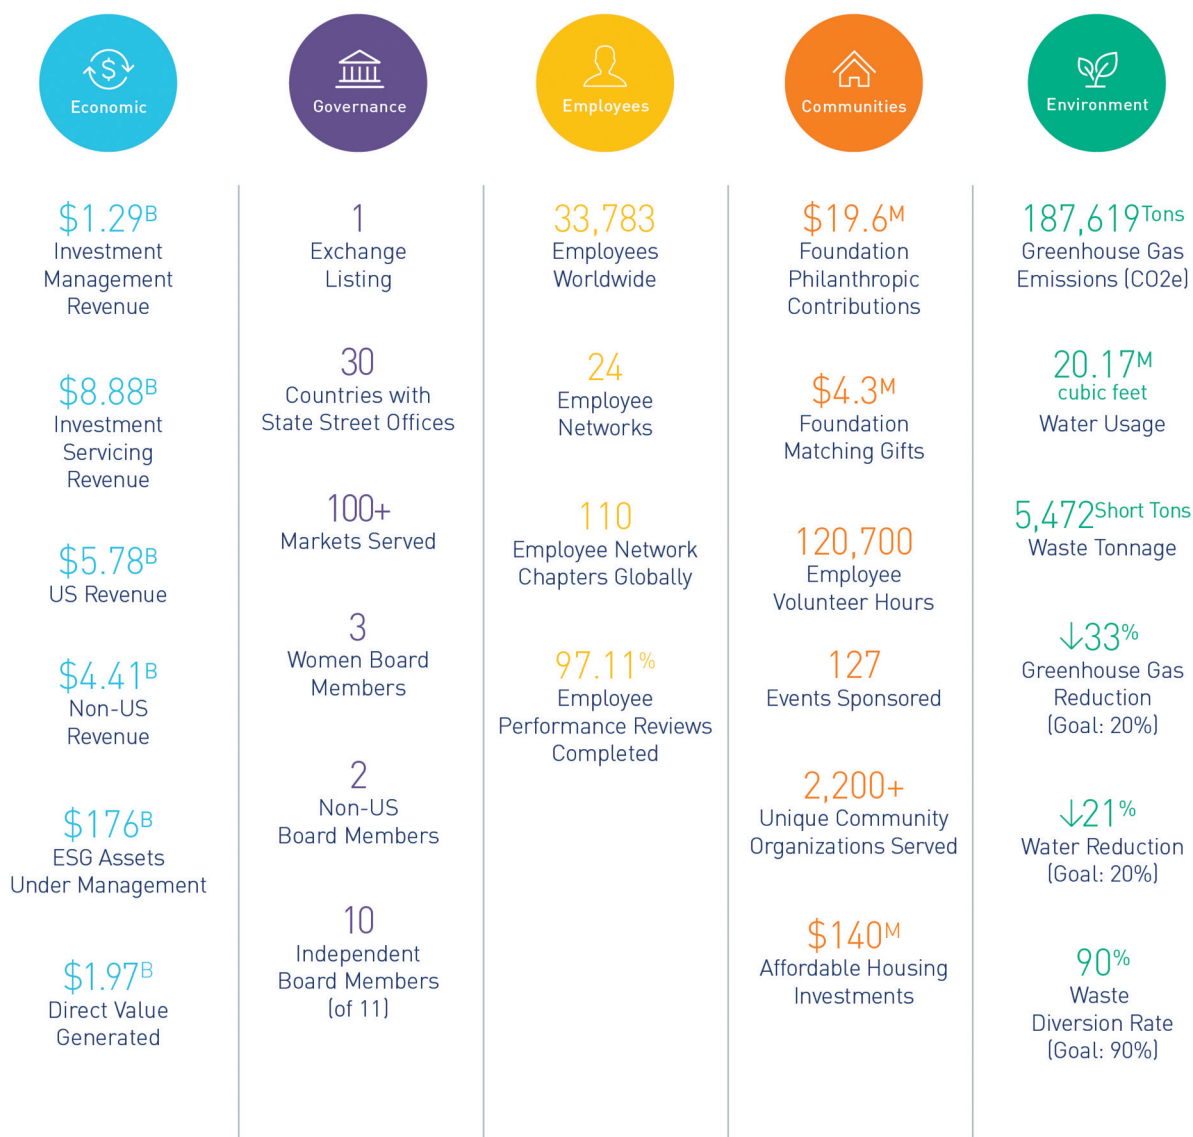 Economic
$1.29B
Investment
Management
Revenue
$8.88B
Investment
Servicing
Revenue
$5.78B
US Revenue
$4.41B
Non-US
Revenue
$176B
ESG Assets
Under Management
$1.97B
Direct Value
Generated
Governance
1
Exchange
Listing
30
Countries with
State Street Offices
100+
Markets Served
3
Women Board
Members
2
Non-US
Board Members
10
Independent
Board Members
(of 11)
Employees
33,783
Employees
Worldwide
24
Employee
Networks
110
Employee Network
Chapters Globally
97.11%
Employee
Performance Reviews
Completed
Communities
$19.6M
Foundation
Philanthropic
Contributions
$4.3M
Foundation
Matching Gifts
120,700
Employee
Volunteer Hours
127
Events Sponsored
2,200+
Unique Community
Organizations Served
$140M
Affordable Housing
Investments
Environment
187,619 Tons
Greenhouse Gas
Emissions (CO2e)
20.17M
cubic feet
Water Usage
5,472 Short Tons
Waste Tonnage
↓33%
Greenhouse Gas
Reduction
(Goal: 20%)
↓21%
Water Reduction
(Goal: 20%)
90%
Waste
Diversion Rate
(Goal: 90%)